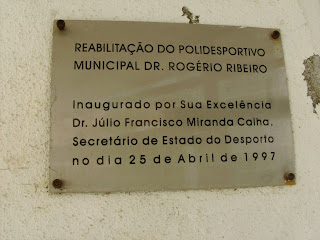 REABILITAÇÃO DO POLIDESPORTIVO
MUNICIPAL DR. ROGÉRIO RIBEIRO
Inaugurado por Sua Excelência
Dr. Júlio Francisco Miranda Calha,
Secretário de Estado do Desporto
no dia 25 de Abril de 1997